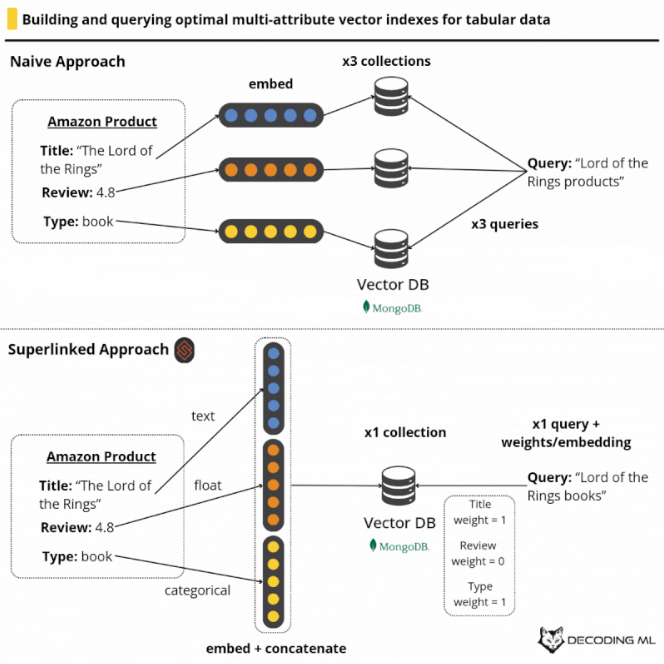 Building and querying optimal multi-attribute vector indexes for tabular data
Naive Approach
x3 collections
embed
Amazon Product
Title: “The Lord of
the Rings”
Review: 4.8
Type: book
Query: “Lord of the
Rings products”
x3 queries
Vector DB
MongoDB.
Superlinked Approach
text
float
categorical
Amazon Product
Title: “The Lord of
the Rings”
Review: 4.8
Type: book
embed + concatenate
x1 collection
Vector DB
MongoDB.
x1 query +
weights/embedding
Query: “Lord of the
Rings books”
Title
weight = 1
Review
weight = 0
Type
weight = 1
DECODING ML